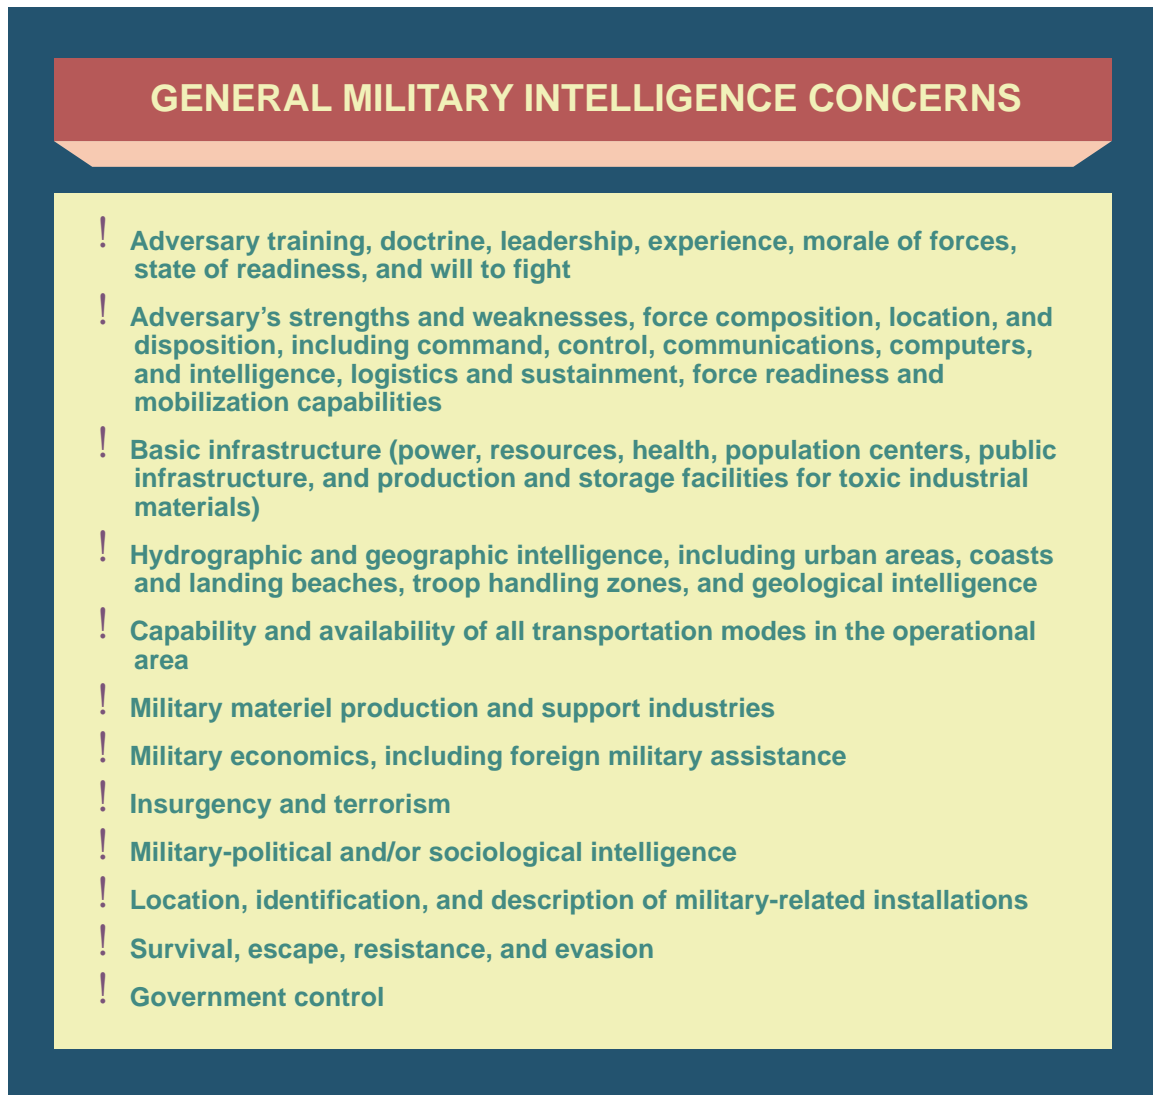 GENERAL MILITARY INTELLIGENCE CONCERNS
! Adversary training, doctrine, leadership, experience, morale of forces,
state of readiness, and will to fight
! Adversary’s strengths and weaknesses, force composition, location, and
disposition, including command, control, communications, computers,
and intelligence, logistics and sustainment, force readiness and
mobilization capabilities
! Basic infrastructure (power, resources, health, population centers, public
infrastructure, and production and storage facilities for toxic industrial
materials)
! Hydrographic and geographic intelligence, including urban areas, coasts
and landing beaches, troop handling zones, and geological intelligence
! Capability and availability of all transportation modes in the operational
area
! Military materiel production and support industries
! Military economics, including foreign military assistance
! Insurgency and terrorism
! Military-political and/or sociological intelligence
! Location, identification, and description of military-related installations
! Survival, escape, resistance, and evasion
! Government control